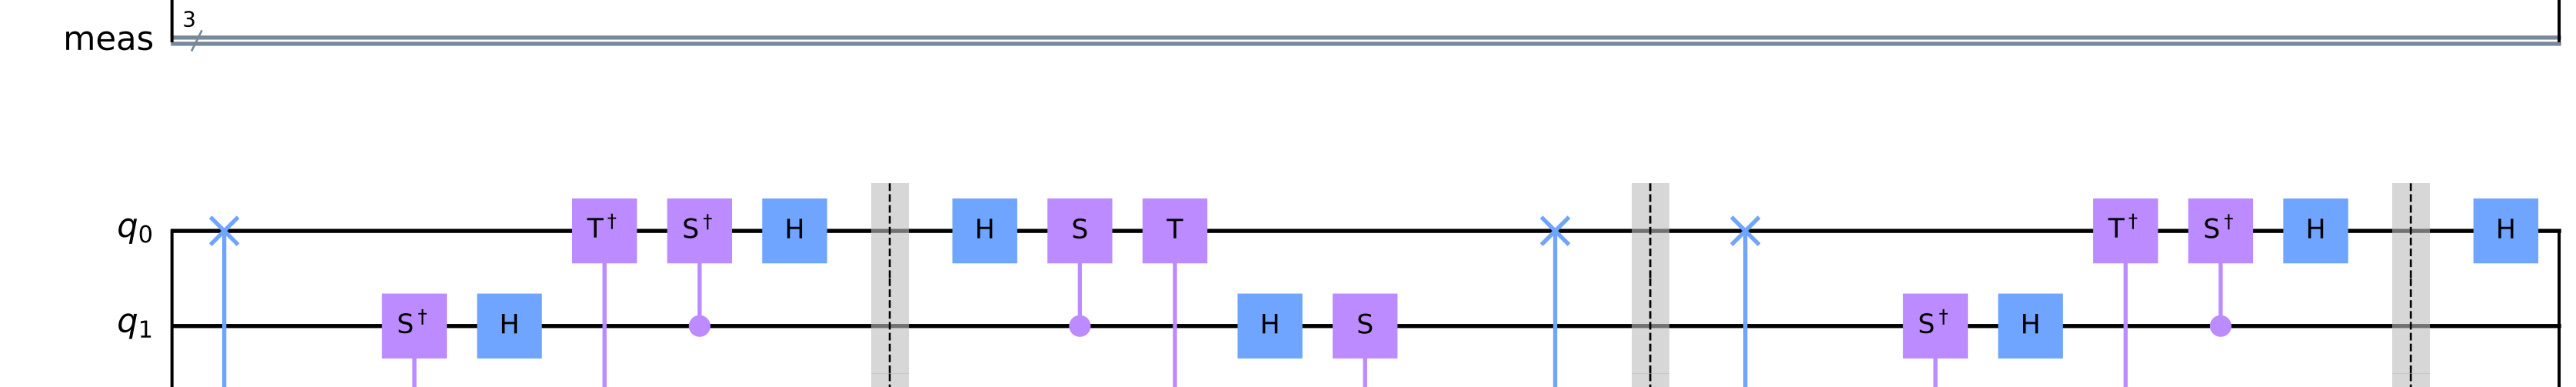 3
meas
q0 T† S† H H S T T† S† H H
q1 S† H H S S† H